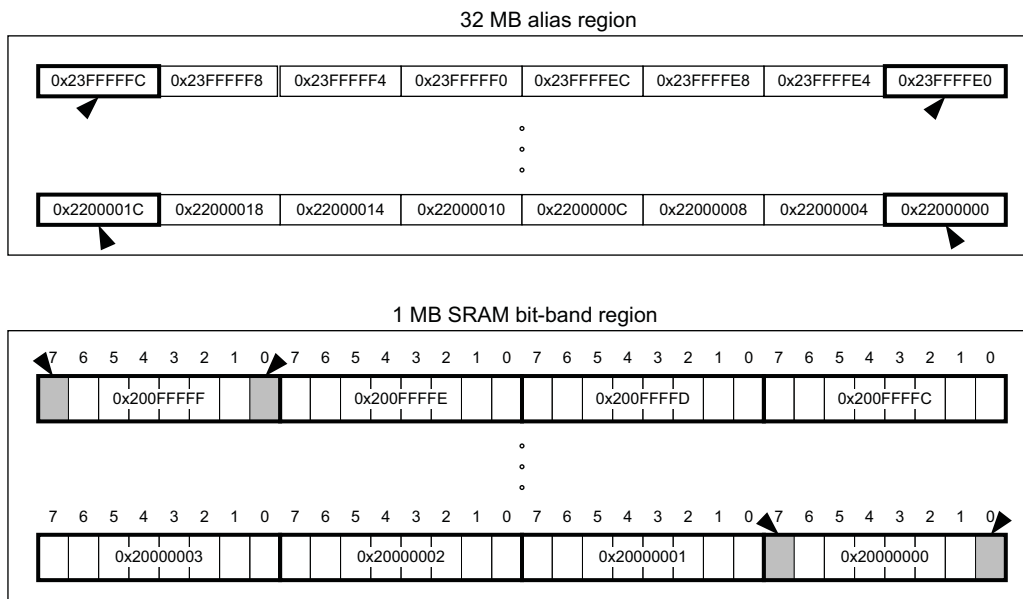 32 MB alias region
0x23FFFFFC 0x23FFFFF8 0x23FFFFF4 0x23FFFFF0 0x23FFFFEC 0x23FFFFE8 0x23FFFFE4 0x23FFFFE0
0x2200001C 0x22000018 0x22000014 0x22000010 0x2200000C 0x22000008 0x22000004 0x22000000
1 MB SRAM bit-band region
7 6 5 4 3 2 1 0 7 6 5 4 3 2 1 0 7 6 5 4 3 2 1 0 7 6 5 4 3 2 1 0
0x200FFFFF 0x200FFFFE 0x200FFFFD 0x200FFFFC
7 6 5 4 3 2 1 0 7 6 5 4 3 2 1 0 7 6 5 4 3 2 1 0 7 6 5 4 3 2 1 0
0x20000003 0x20000002 0x20000001 0x20000000